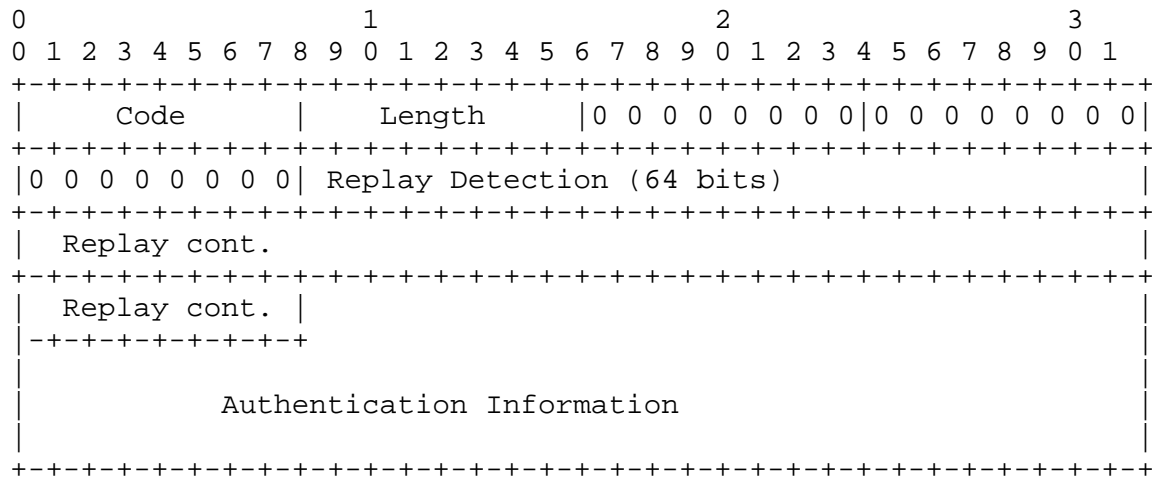 0                   1                   2                   3
0 1 2 3 4 5 6 7 8 9 0 1 2 3 4 5 6 7 8 9 0 1 2 3 4 5 6 7 8 9 0 1
+-+-+-+-+-+-+-+-+-+-+-+-+-+-+-+-+-+-+-+-+-+-+-+-+-+-+-+-+-+-+-+-+
|     Code      |    Length     |0 0 0 0 0 0 0 0|0 0 0 0 0 0 0 0|
+-+-+-+-+-+-+-+-+-+-+-+-+-+-+-+-+-+-+-+-+-+-+-+-+-+-+-+-+-+-+-+-+
|0 0 0 0 0 0 0 0| Replay Detection (64 bits)                    |
+-+-+-+-+-+-+-+-+-+-+-+-+-+-+-+-+-+-+-+-+-+-+-+-+-+-+-+-+-+-+-+-+
|  Replay cont.                                                 |
+-+-+-+-+-+-+-+-+-+-+-+-+-+-+-+-+-+-+-+-+-+-+-+-+-+-+-+-+-+-+-+-+
|  Replay cont. |                                               |
|-+-+-+-+-+-+-+-+                                               |
|                                                               |
|           Authentication Information                          |
|                                                               |
+-+-+-+-+-+-+-+-+-+-+-+-+-+-+-+-+-+-+-+-+-+-+-+-+-+-+-+-+-+-+-+-+